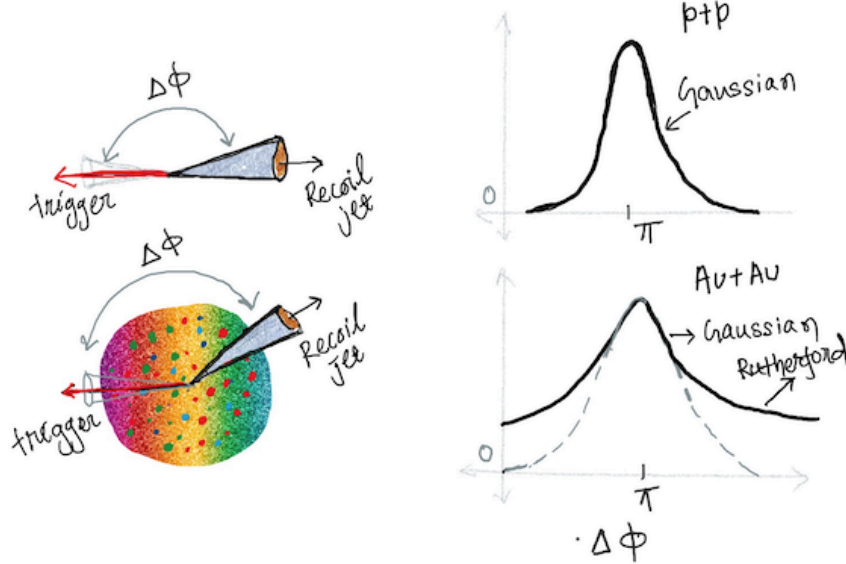 Δφ
trigger
Recoil
jet
Δφ
trigger
Recoil
jet
p+p
Gaussian
0
π
Au+Au
Gaussian
Rutherford
0
π
Δφ